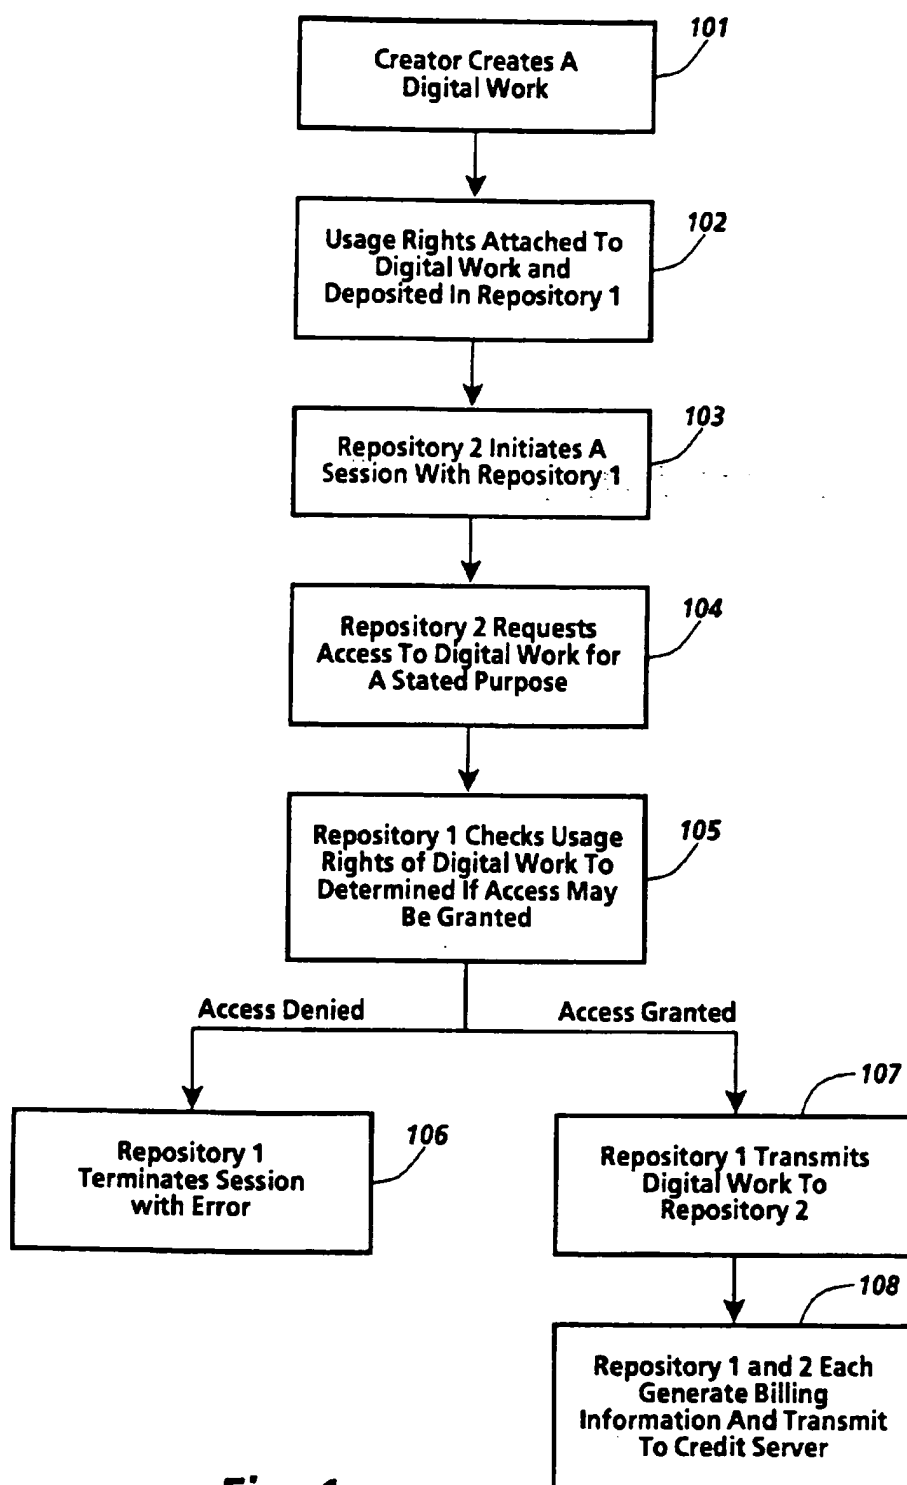 101
Creator Creates A
Digital Work
102
Usage Rights Attached To
Digital Work and
Deposited In Repository 1
103
Repository 2 Initiates A
Session With Repository 1
104
Repository 2 Requests
Access To Digital Work for
A Stated Purpose
105
Repository 1 Checks Usage
Rights of Digital Work To
Determined If Access May
Be Granted
Access Denied
Access Granted
106
Repository 1
Terminates Session
with Error
107
Repository 1 Transmits
Digital Work To
Repository 2
108
Repository 1 and 2 Each
Generate Billing
Information And Transmit
To Credit Server